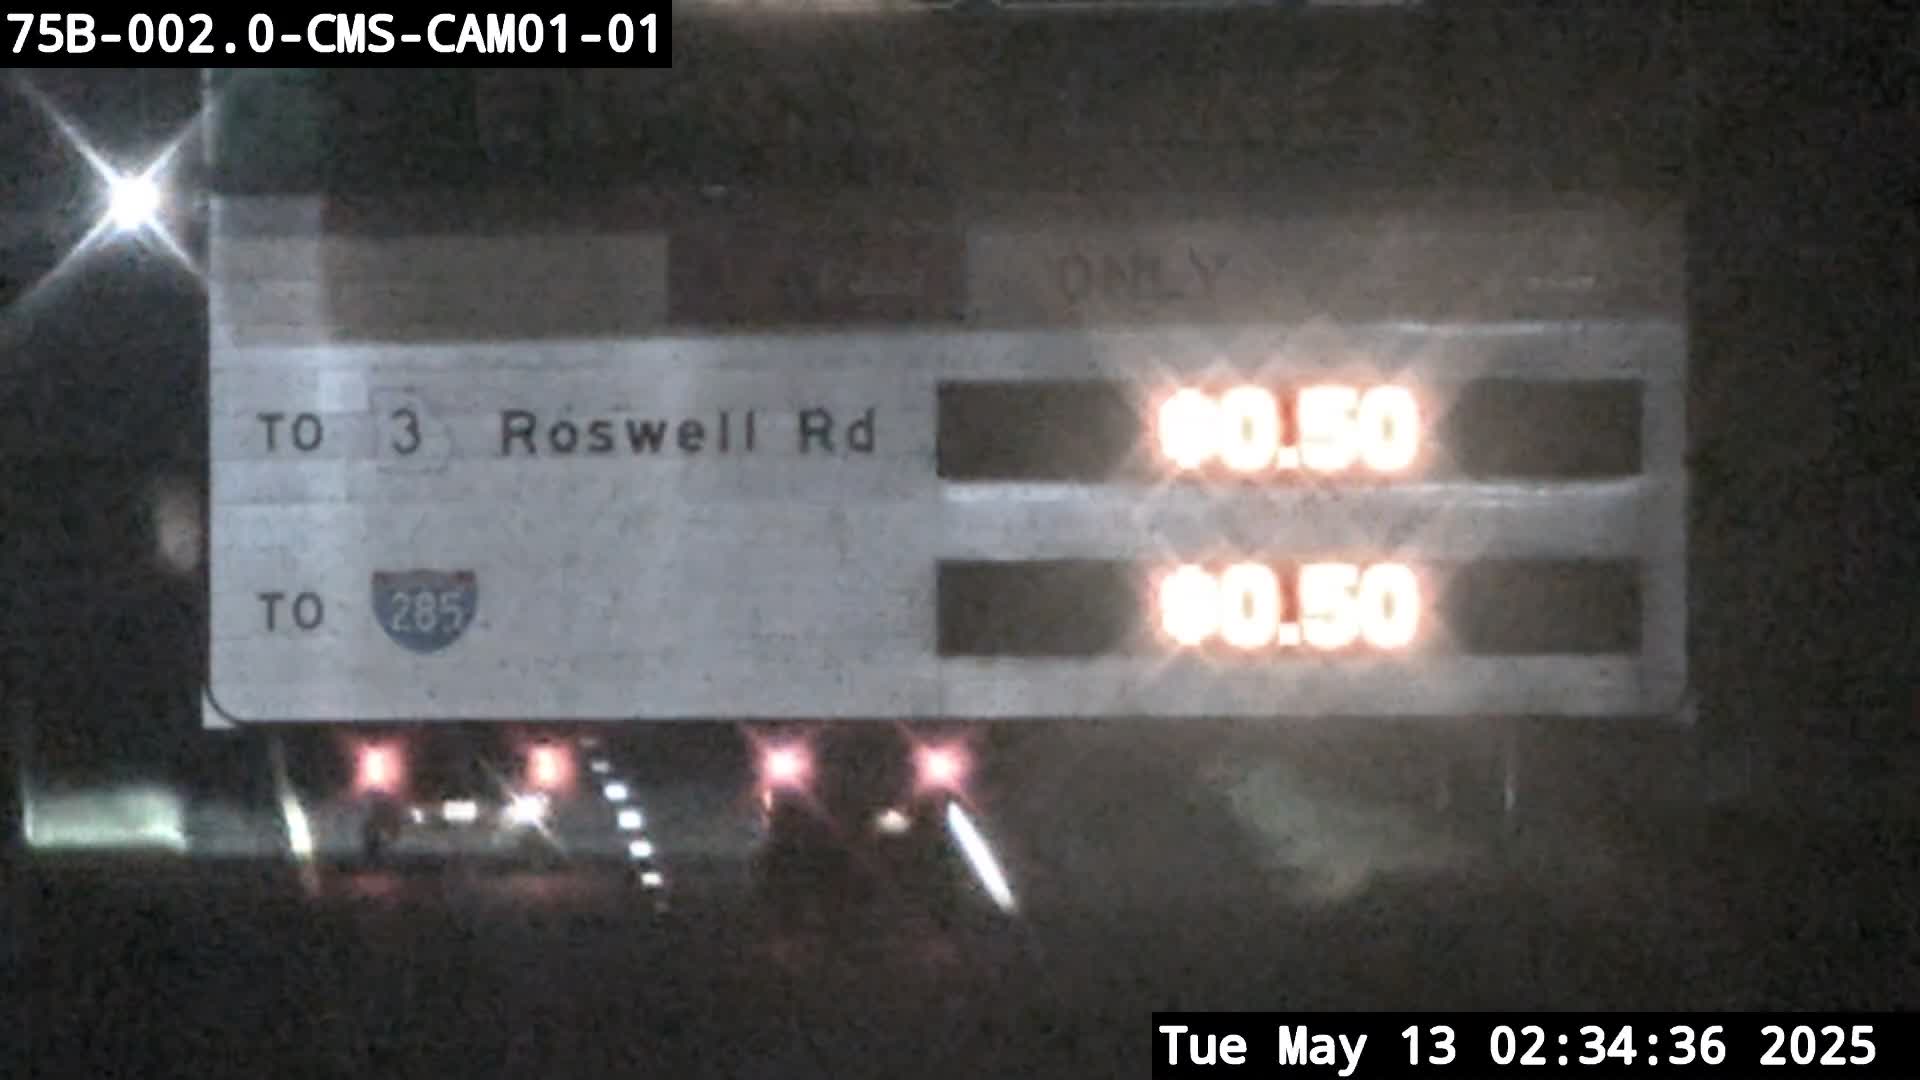 75B-002.0-CMS-CAM01-01
ONLY
TO 3 Roswell Rd $0.50
TO 285 $0.50
Tue May 13 02:34:36 2025